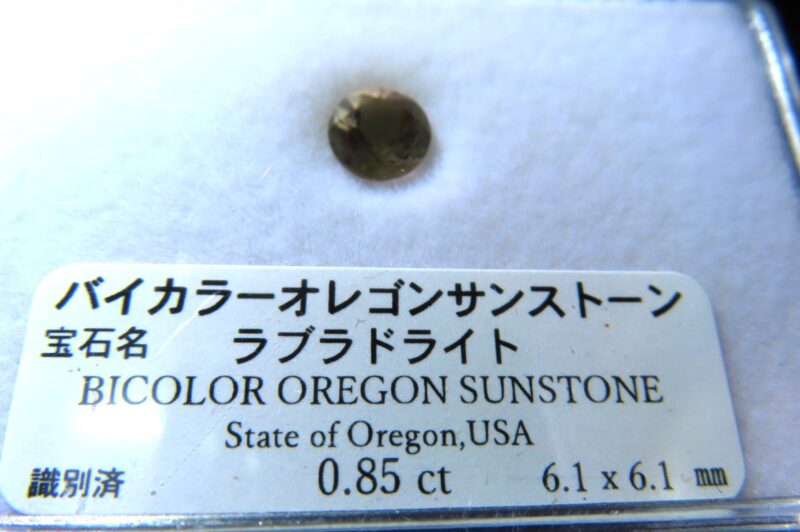 バイカラーオレゴンサンストーン
宝石名 ラブラドライト
BICOLOR OREGON SUNSTONE
State of Oregon,USA
識別済 0.85 ct 6.1 x 6.1 mm